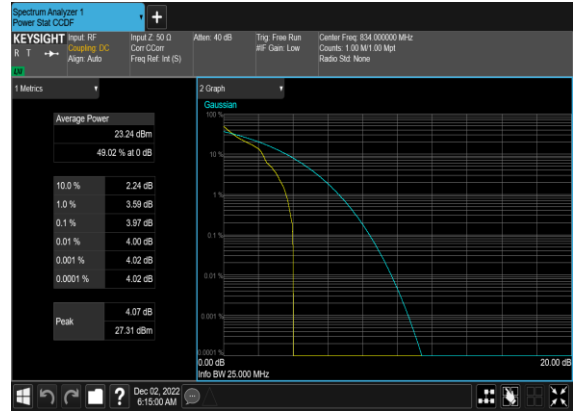 Spectrum Analyzer 1
Power Stat CCDF
KEYSIGHT
R T
LXI
Input: RF
Coupling: DC
Align: Auto
Input Z: 50 Ω
Corr CCorr
Freq Ref: Int (S)
Atten: 40 dB
Trig: Free Run
#IF Gain: Low
Center Freq: 834.000000 MHz
Counts: 1.00 M/1.00 Mpt
Radio Std: None
1 Metrics
Average Power
23.24 dBm
49.02 % at 0 dB
10.0 % 2.24 dB
1.0 % 3.59 dB
0.1 % 3.97 dB
0.01 % 4.00 dB
0.001 % 4.02 dB
0.0001 % 4.02 dB
Peak
4.07 dB
27.31 dBm
2 Graph
Gaussian
100 %
10 %
1 %
0.1 %
0.01 %
0.001 %
0.0001 %
0.00 dB
20.00 dB
Info BW 25.000 MHz
?
Dec 02, 2022
6:15:00 AM